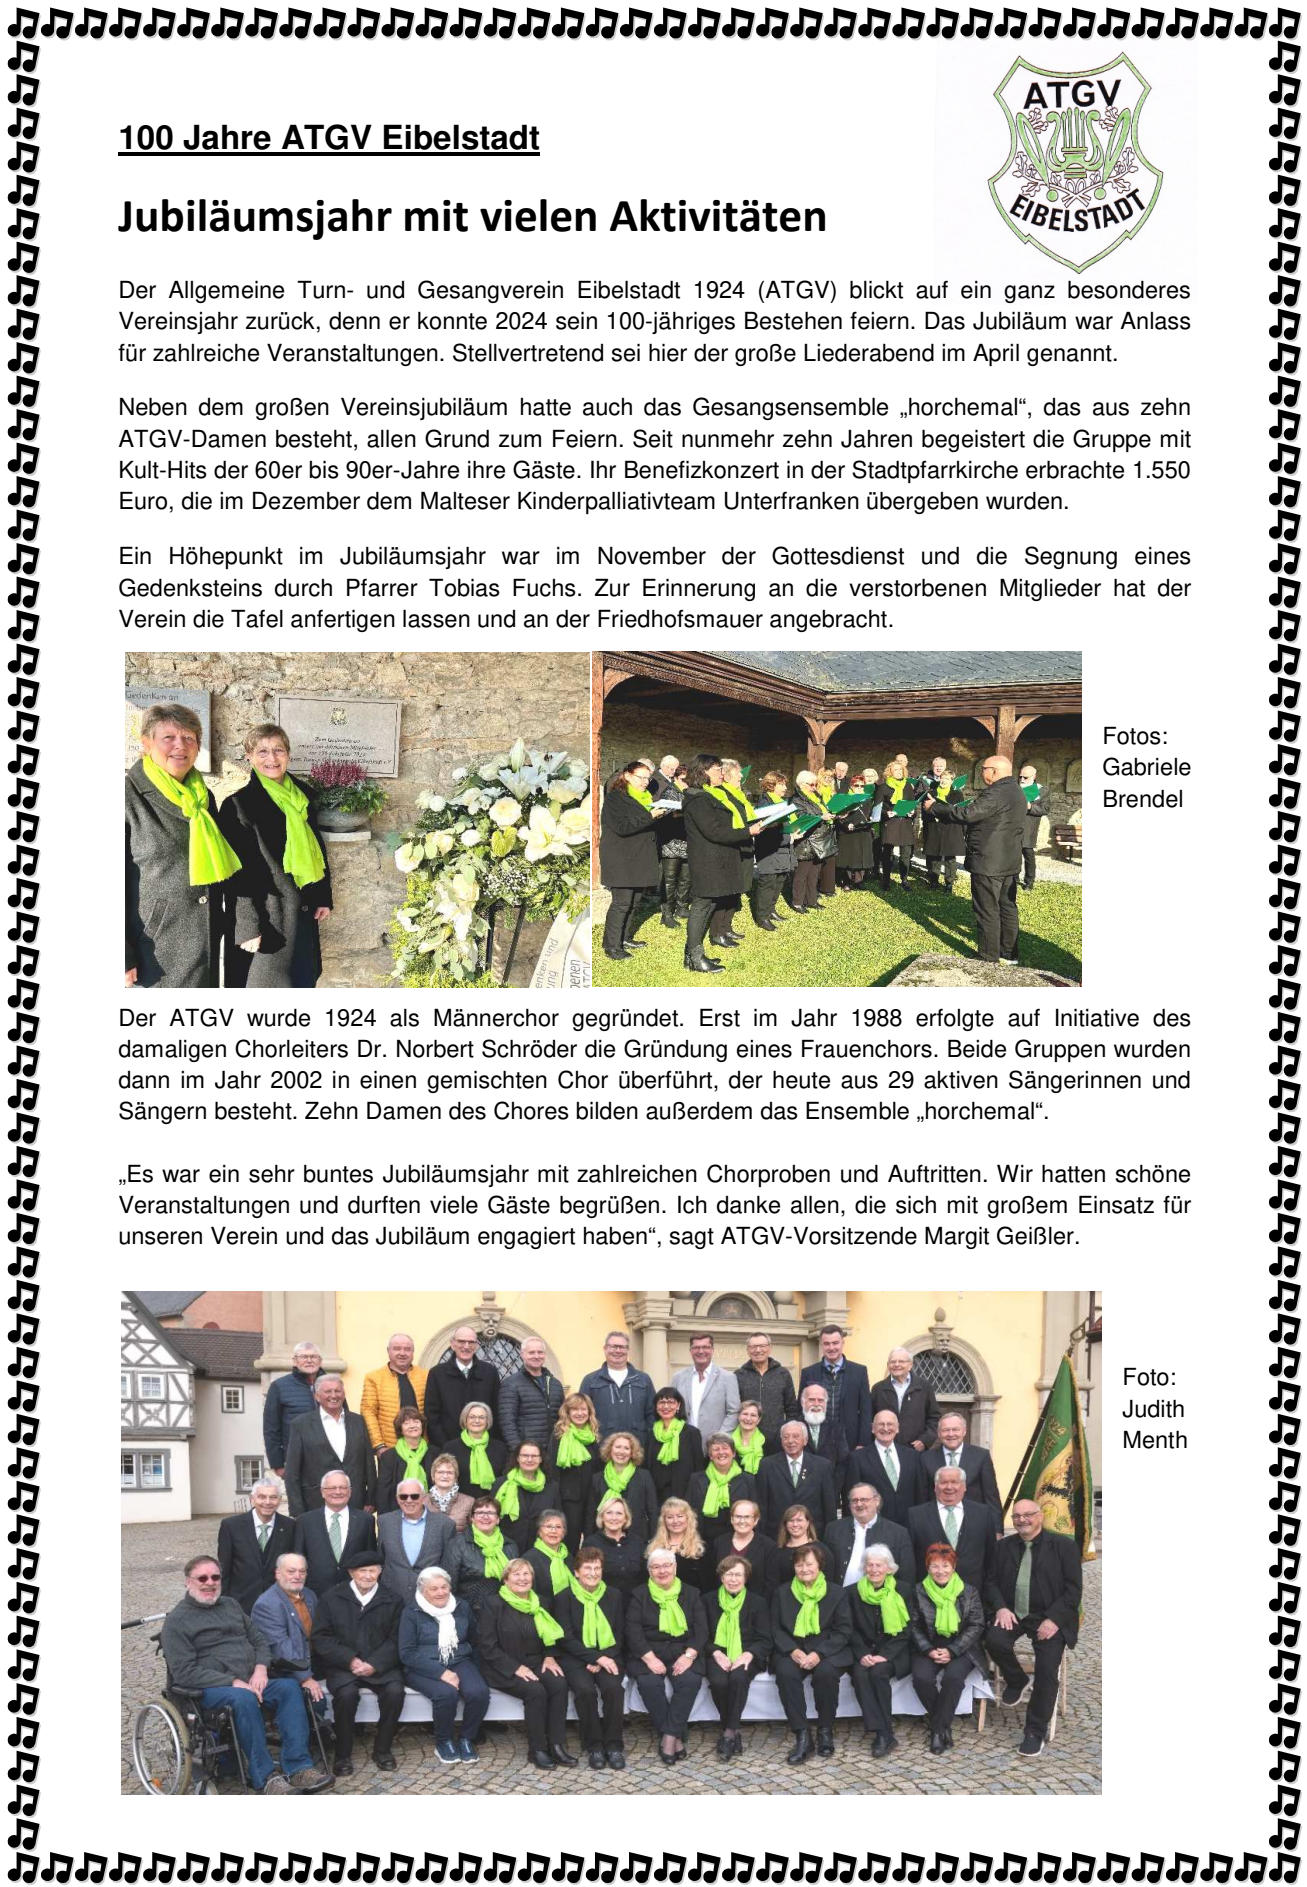 ATGV
EIBELSTADT
100 Jahre ATGV Eibelstadt
Jubiläumsjahr mit vielen Aktivitäten
Der Allgemeine Turn- und Gesangverein Eibelstadt 1924 (ATGV) blickt auf ein ganz besonderes
Vereinsjahr zurück, denn er konnte 2024 sein 100-jähriges Bestehen feiern. Das Jubiläum war Anlass
für zahlreiche Veranstaltungen. Stellvertretend sei hier der große Liederabend im April genannt.
Neben dem großen Vereinsjubiläum hatte auch das Gesangsensemble „horchemal“, das aus zehn
ATGV-Damen besteht, allen Grund zum Feiern. Seit nunmehr zehn Jahren begeistert die Gruppe mit
Kult-Hits der 60er bis 90er-Jahre ihre Gäste. Ihr Benefizkonzert in der Stadtpfarrkirche erbrachte 1.550
Euro, die im Dezember dem Malteser Kinderpalliativteam Unterfranken übergeben wurden.
Ein Höhepunkt im Jubiläumsjahr war im November der Gottesdienst und die Segnung eines
Gedenksteins durch Pfarrer Tobias Fuchs. Zur Erinnerung an die verstorbenen Mitglieder hat der
Verein die Tafel anfertigen lassen und an der Friedhofsmauer angebracht.
Gedenken an
Zum Gedenken an
Fotos:
Gabriele
Brendel
Der ATGV wurde 1924 als Männerchor gegründet. Erst im Jahr 1988 erfolgte auf Initiative des
damaligen Chorleiters Dr. Norbert Schröder die Gründung eines Frauenchors. Beide Gruppen wurden
dann im Jahr 2002 in einen gemischten Chor überführt, der heute aus 29 aktiven Sängerinnen und
Sängern besteht. Zehn Damen des Chores bilden außerdem das Ensemble „horchemal“.
„Es war ein sehr buntes Jubiläumsjahr mit zahlreichen Chorproben und Auftritten. Wir hatten schöne
Veranstaltungen und durften viele Gäste begrüßen. Ich danke allen, die sich mit großem Einsatz für
unseren Verein und das Jubiläum engagiert haben“, sagt ATGV-Vorsitzende Margit Geißler.
Foto:
Judith
Menth